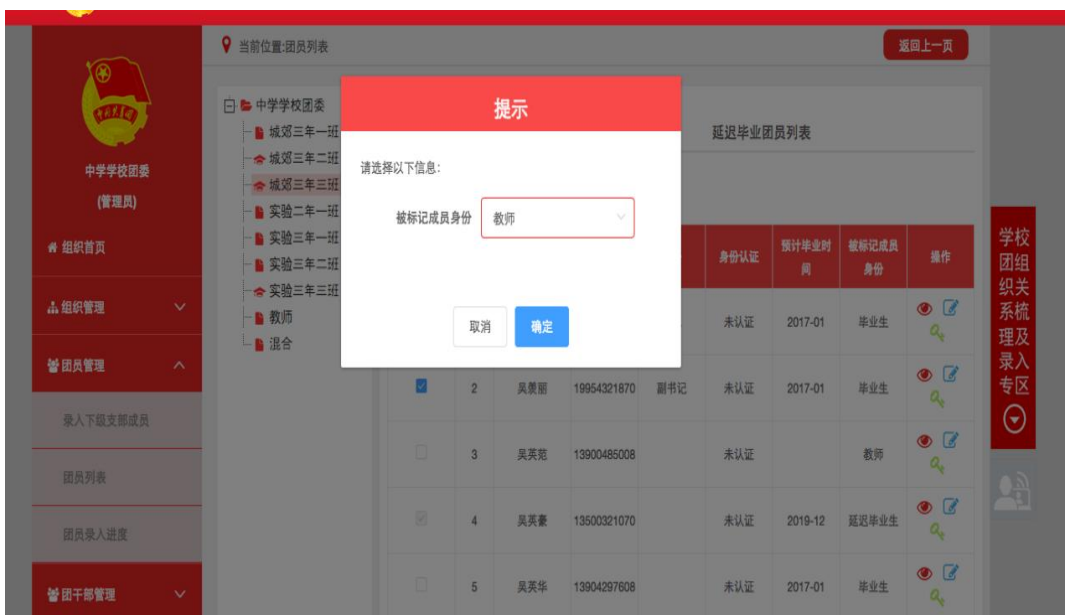 当前位置:团员列表
返回上一页
中学学校团委
(管理员)
组织首页
组织管理
团员管理
录入下级支部成员
团员列表
团员录入进度
团干部管理
中学学校团委
城郊三年一班
城郊三年二班
城郊三年三班
实验二年一班
实验三年一班
实验三年二班
实验三年三班
教师
混合
提示
请选择以下信息:
被标记成员身份 教师
取消 确定
延迟毕业团员列表
身份认证 预计毕业时间 被标记成员身份 操作
未认证 2017-01 毕业生
2 吴羡丽 19954321870 副书记 未认证 2017-01 毕业生
3 吴英范 13900485008 未认证 教师
4 吴英豪 13500321070 未认证 2019-12 延迟毕业生
5 吴英华 13904297608 未认证 2017-01 毕业生
学校
团组
织关
系梳
理及
录入
专区